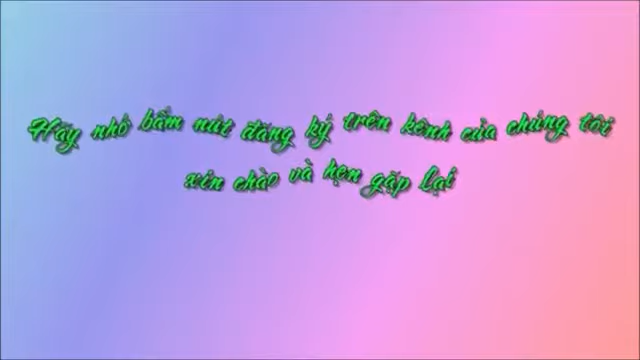 Hãy nhớ bấm nút đăng ký trên kênh của chúng tôi
xin chào và hẹn gặp lại